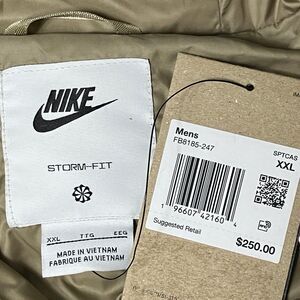 NIKE
STORM-FIT
XXL TTG EEG
MADE IN VIETNAM
FABRIQUÉ AU VIETNAM
Mens
FB8185-247
SPTCAS
XXL
1 96607 42160 4
Suggested Retail
$250.00